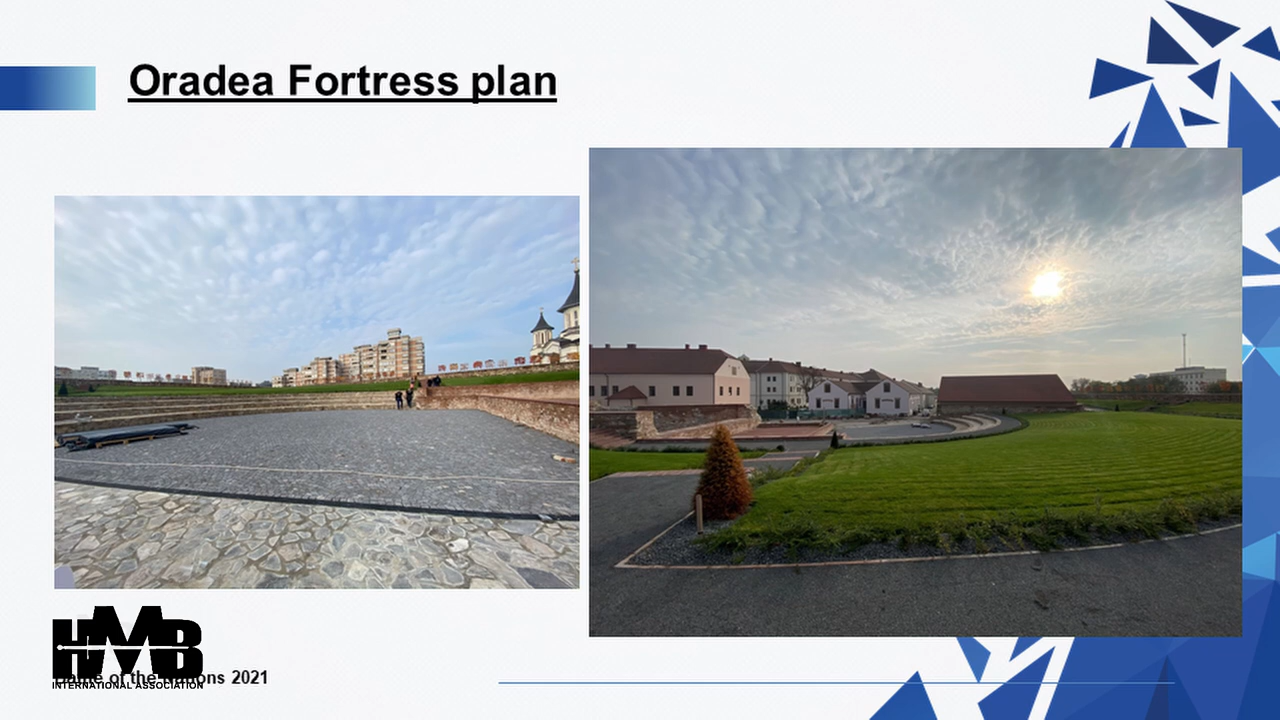 Oradea Fortress plan
HMB
Battle of the Nations 2021
INTERNATIONAL ASSOCIATION